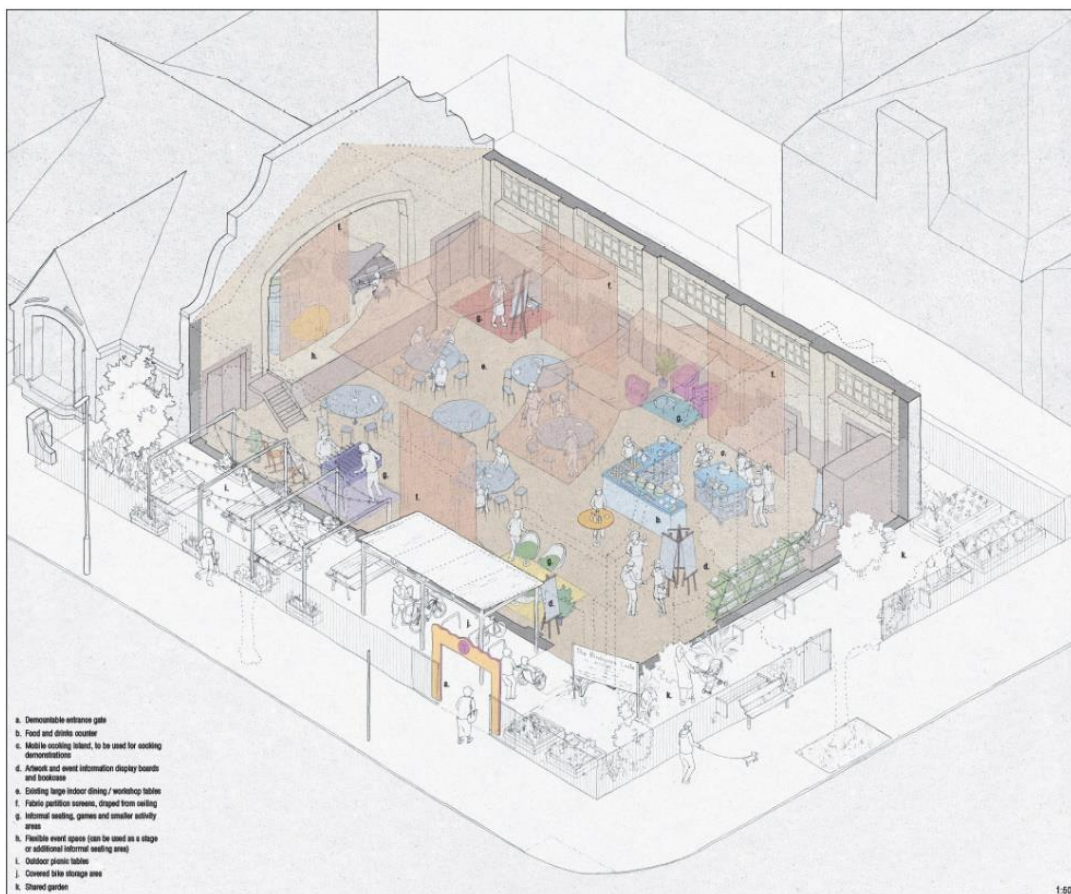 f.
f.
g.
h.
e.
f.
g.
c.
g.
i.
f.
b.
k.
g.
d.
d.
j.
The
a.
k.
a. Demountable entrance gate
b. Food and drinks counter
c. Mobile cooking island, to be used for cooking
demonstrations
d. Artwork and event information display boards
and bookcase
e. Existing large indoor dining / workshop tables
f. Fabric partition screens, draped from ceiling
g. Informal seating, games and smaller activity
areas
h. Flexible event space (can be used as a stage
or additional informal seating area)
i. Outdoor picnic tables
j. Covered bike storage area
k. Shared garden
1:50